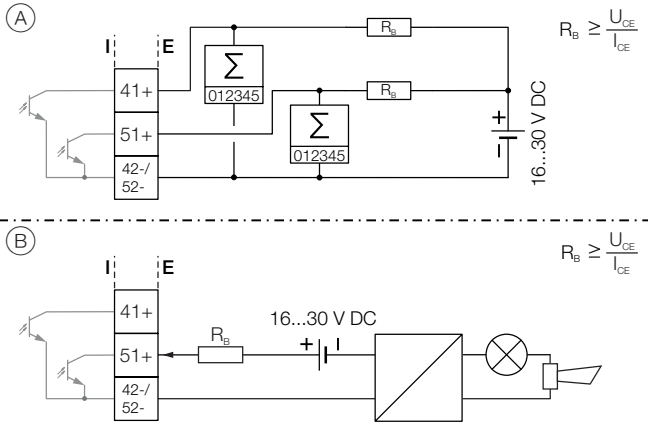 A
I E
41+
51+
42-/
52-
Σ
012345
Σ
012345
R_B
R_B
R_B ≥ U_CE
I_CE
+
–
16...30 V DC
B
I E
41+
51+
42-/
52-
R_B
16...30 V DC
+ –
R_B ≥ U_CE
I_CE